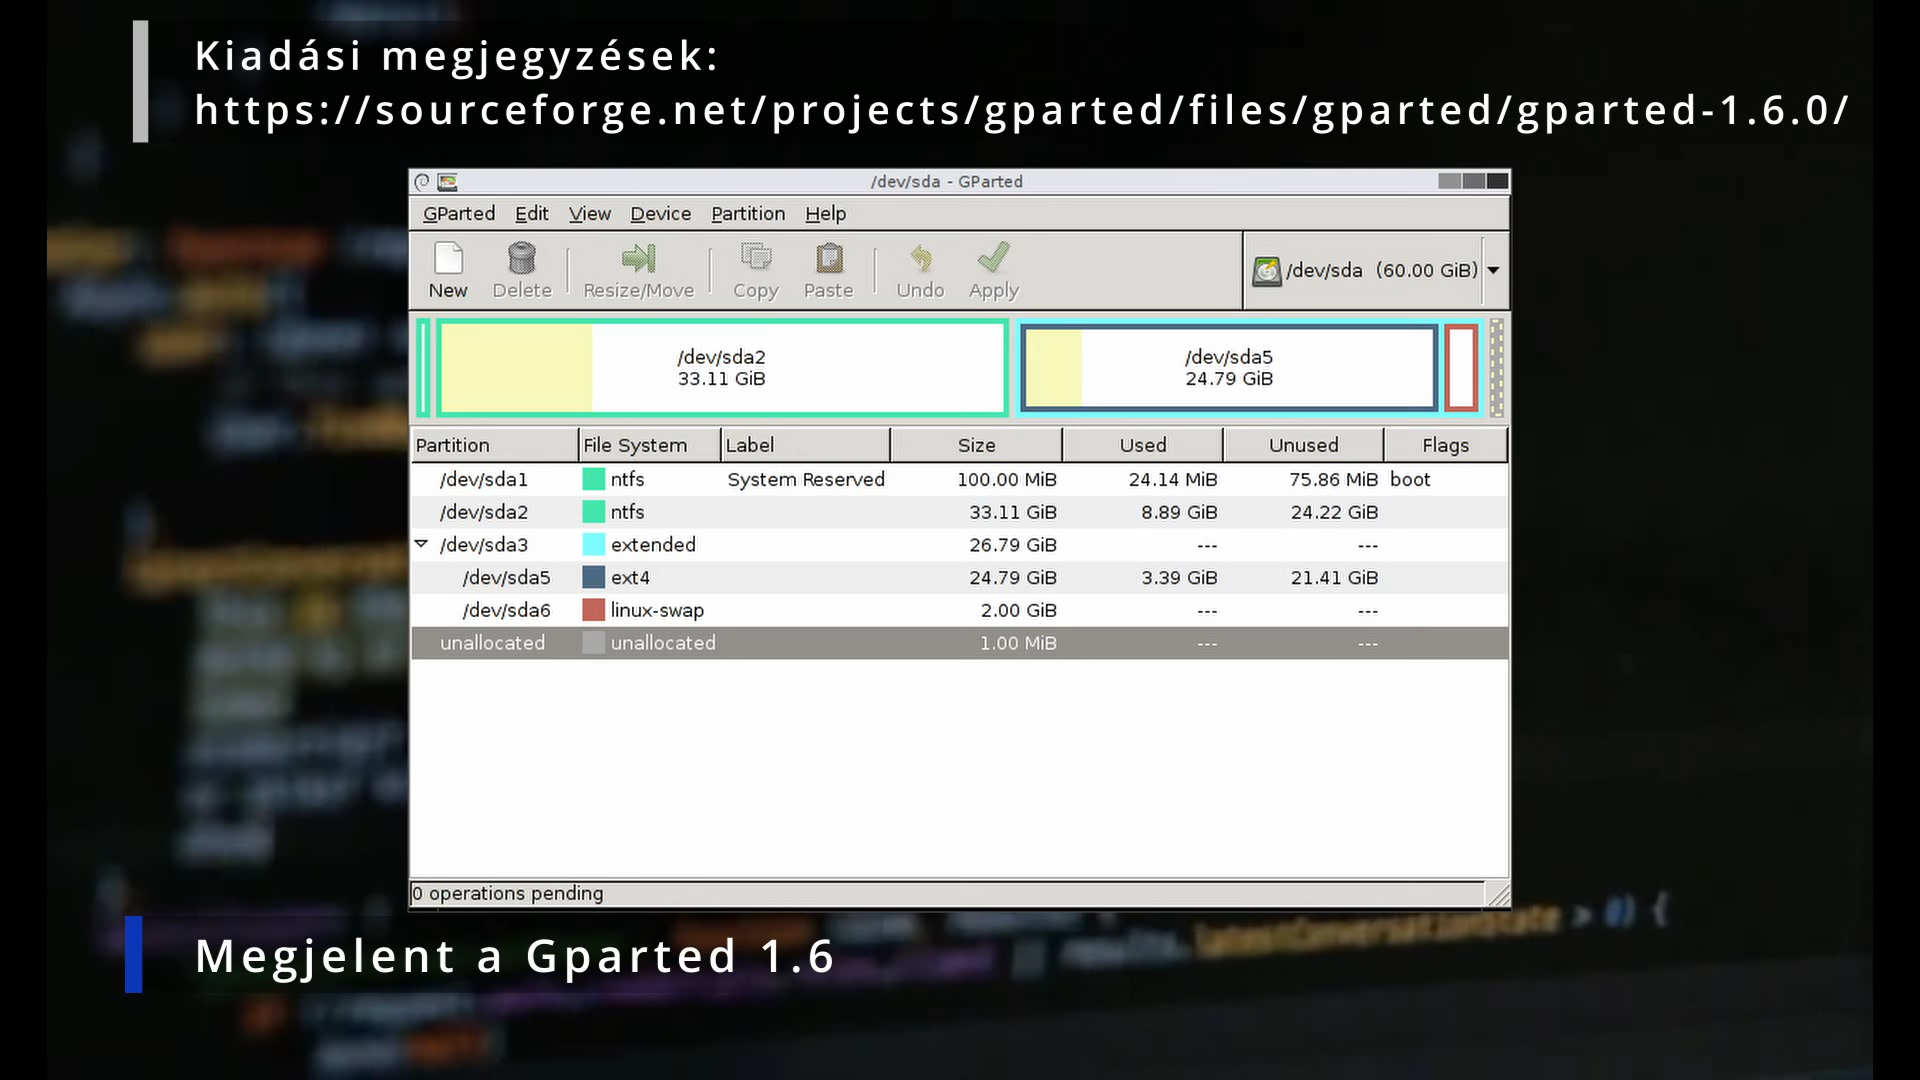 Kiadási megjegyzések:
https://sourceforge.net/projects/gparted/files/gparted/gparted-1.6.0/
/dev/sda - GParted
GParted Edit View Device Partition Help
New Delete Resize/Move Copy Paste Undo Apply /dev/sda (60.00 GiB)
/dev/sda2 /dev/sda5
33.11 GiB 24.79 GiB
Partition File System Label Size Used Unused Flags
/dev/sda1 ntfs System Reserved 100.00 MiB 24.14 MiB 75.86 MiB boot
/dev/sda2 ntfs 33.11 GiB 8.89 GiB 24.22 GiB
/dev/sda3 extended 26.79 GiB --- ---
/dev/sda5 ext4 24.79 GiB 3.39 GiB 21.41 GiB
/dev/sda6 linux-swap 2.00 GiB --- ---
unallocated unallocated 1.00 MiB --- ---
0 operations pending
Megjelent a Gparted 1.6